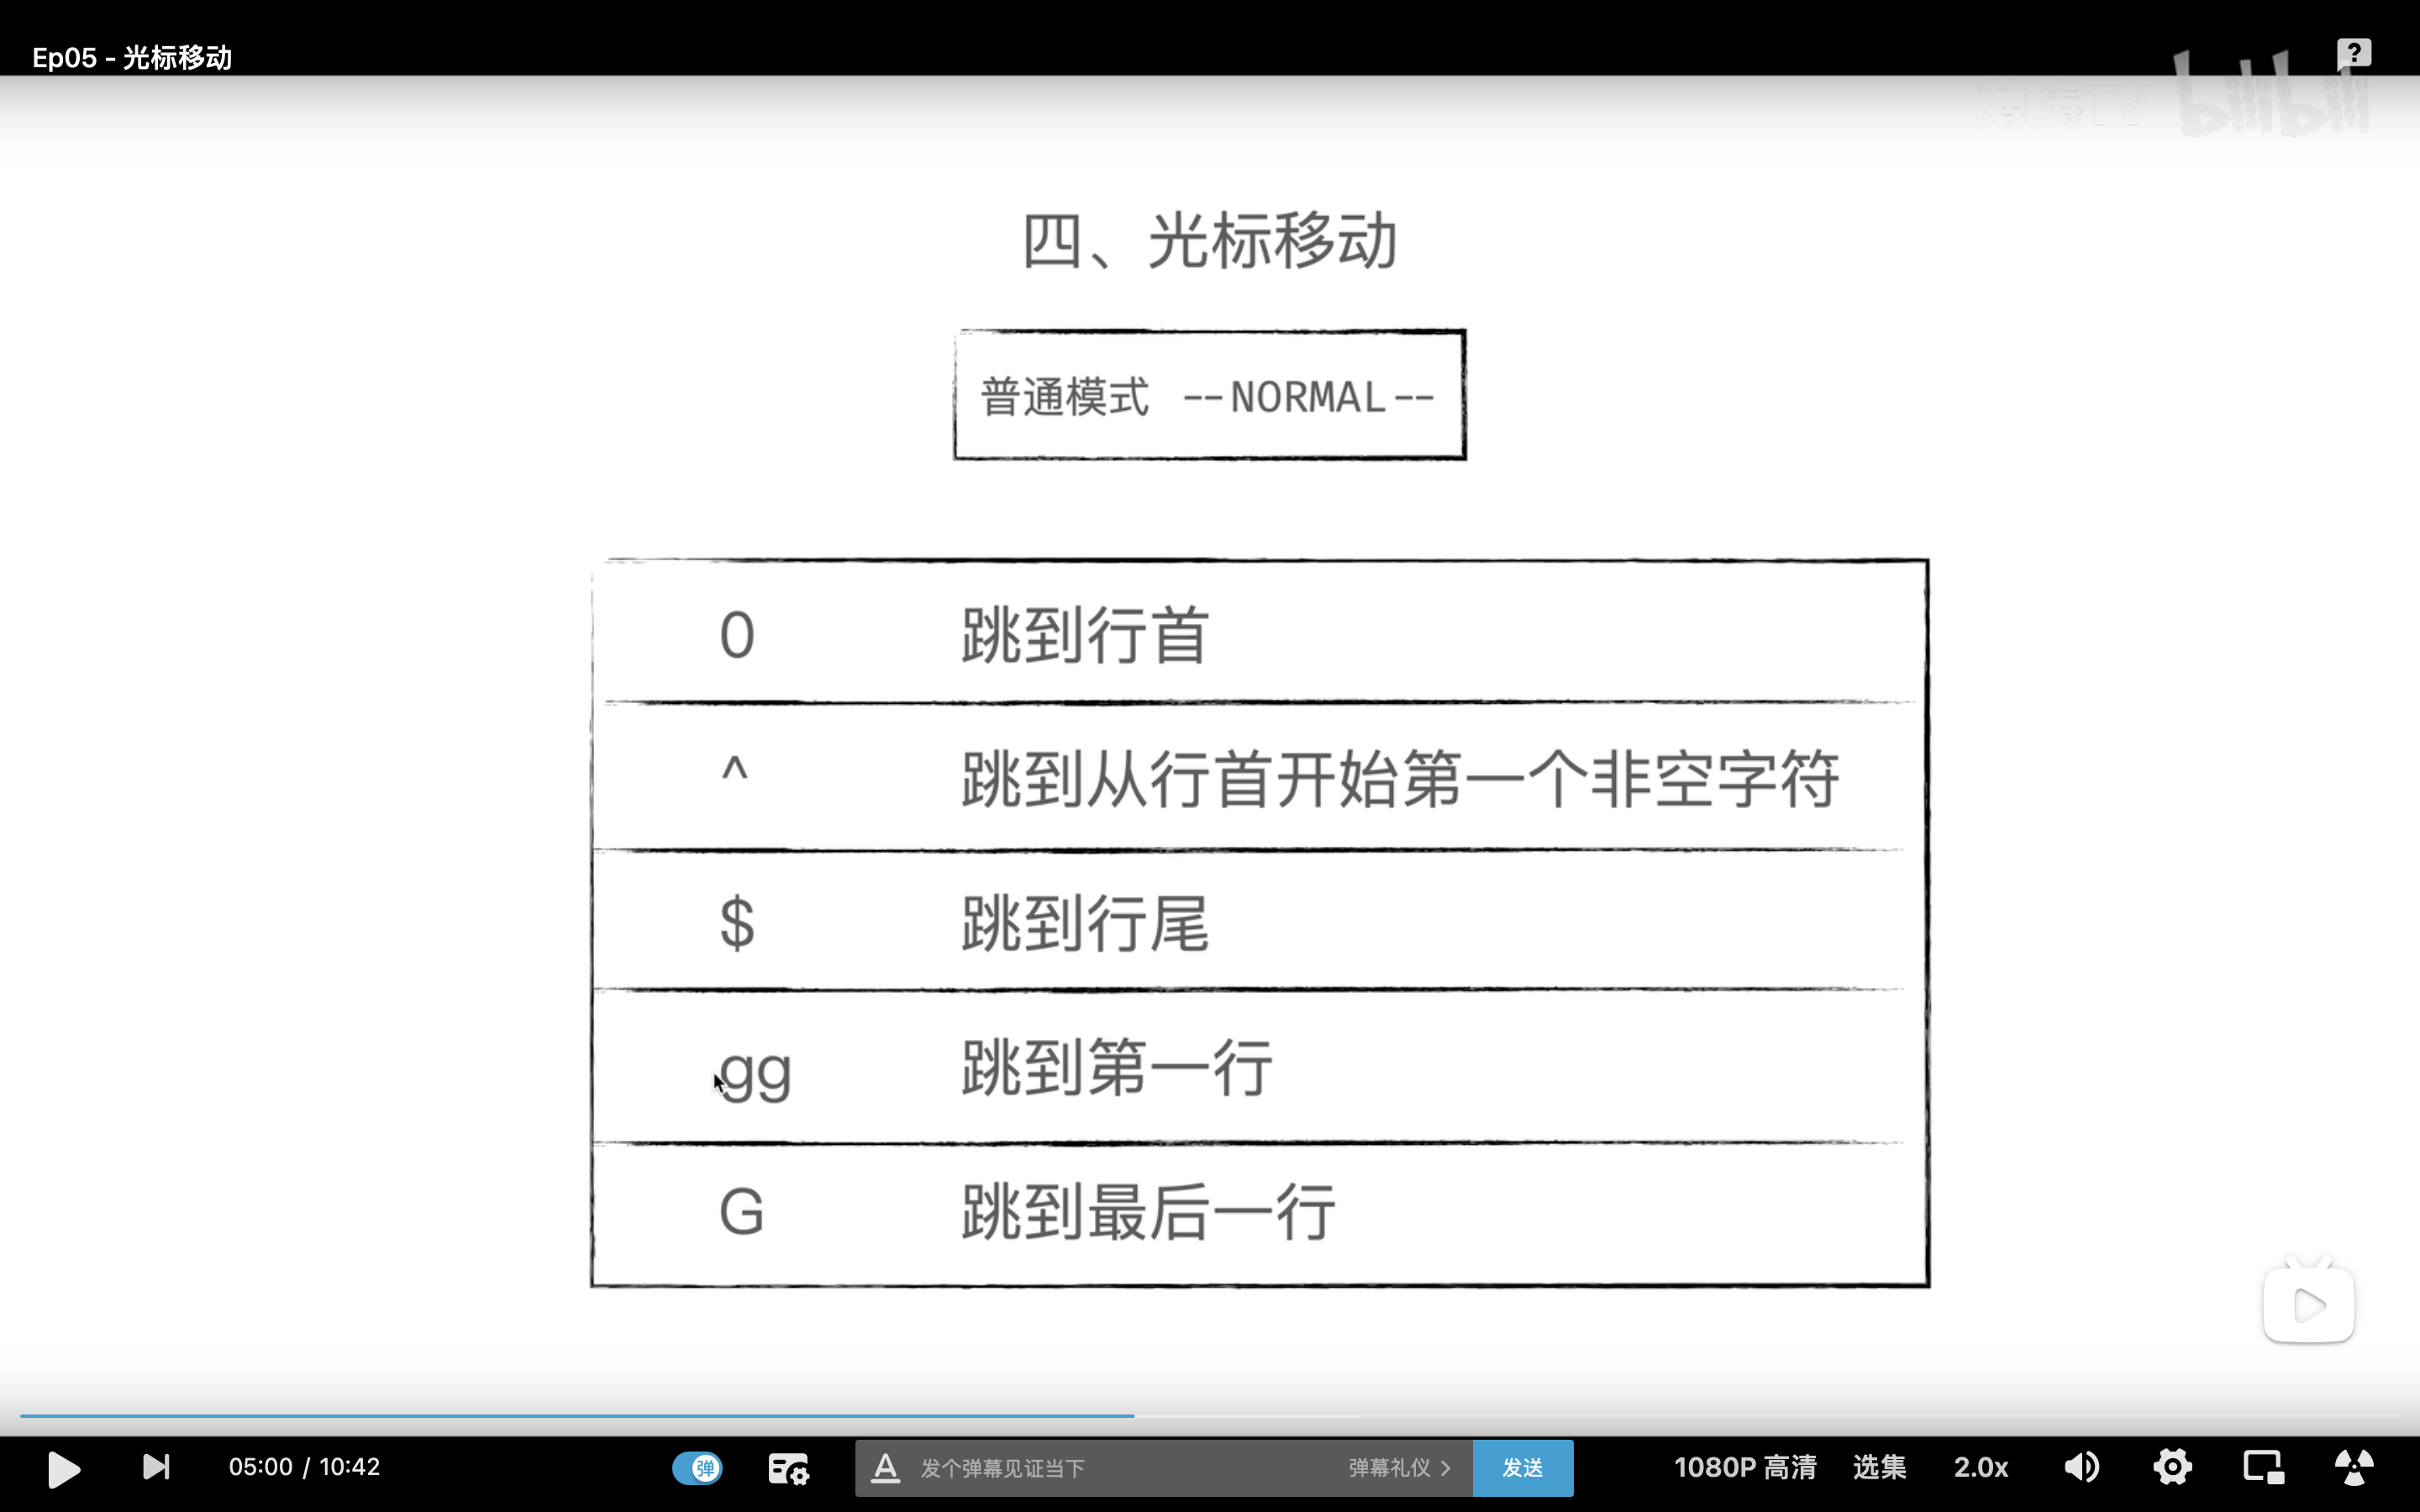 Ep05 - 光标移动
bilibili
四、光标移动
普通模式 --NORMAL--
0 跳到行首
^ 跳到从行首开始第一个非空字符
$ 跳到行尾
gg 跳到第一行
G 跳到最后一行
05:00 / 10:42
弹
发个弹幕见证当下
弹幕礼仪
发送
1080P 高清
选集
2.0x